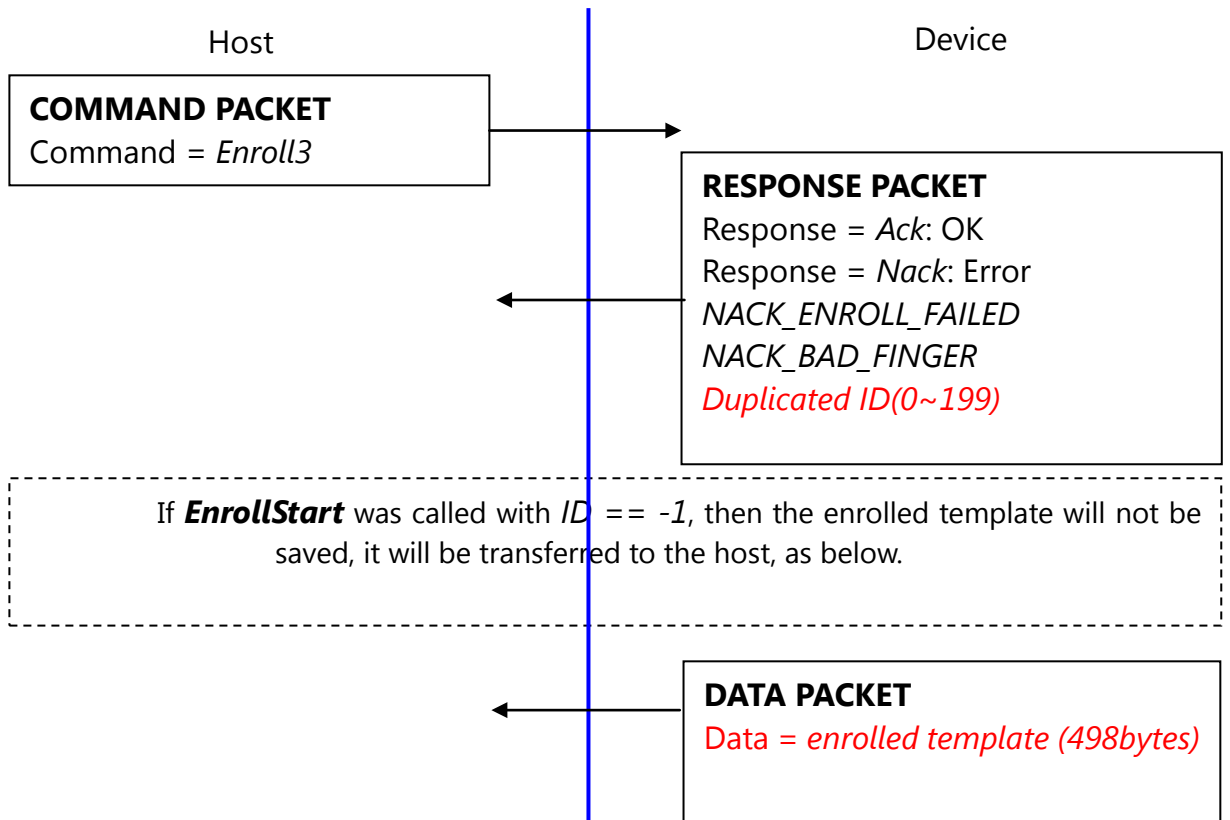 Host
Device
COMMAND PACKET
Command = Enroll3
RESPONSE PACKET
Response = Ack: OK
Response = Nack: Error
NACK_ENROLL_FAILED
NACK_BAD_FINGER
Duplicated ID(0~199)
If EnrollStart was called with ID == -1, then the enrolled template will not be
saved, it will be transferred to the host, as below.
DATA PACKET
Data = enrolled template (498bytes)